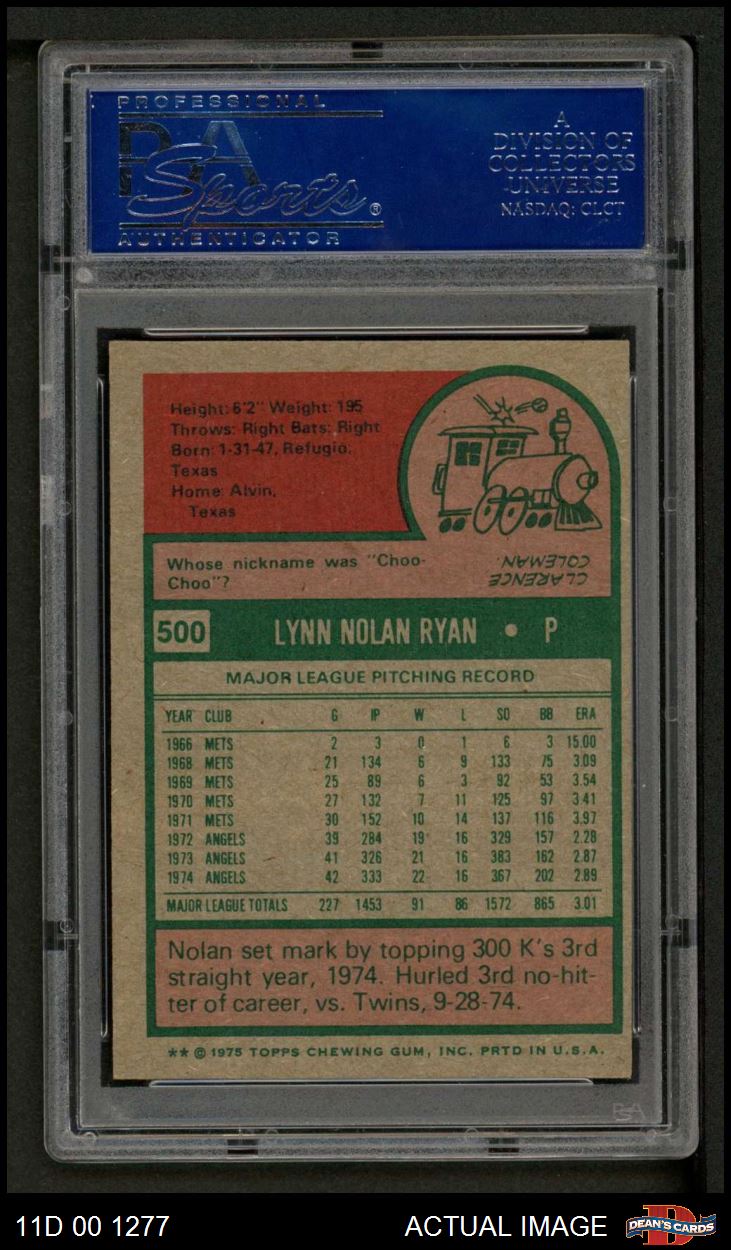 PROFESSIONAL
PSA
Sports®
AUTHENTICATOR
A
DIVISION OF
COLLECTORS
UNIVERSE
NASDAQ: CLCT
Height: 6'2" Weight: 195
Throws: Right Bats: Right
Born: 1-31-47, Refugio,
Texas
Home: Alvin,
Texas
Whose nickname was "Choo-
Choo"?
CLARENCE
COLEMAN.
500 LYNN NOLAN RYAN • P
MAJOR LEAGUE PITCHING RECORD
YEAR CLUB G IP W L SO BB ERA
1966 METS 2 3 0 1 6 3 15.00
1968 METS 21 134 6 9 133 75 3.09
1969 METS 25 89 6 3 92 53 3.54
1970 METS 27 132 7 11 125 97 3.41
1971 METS 30 152 10 14 137 116 3.97
1972 ANGELS 39 284 19 16 329 157 2.28
1973 ANGELS 41 326 21 16 383 162 2.87
1974 ANGELS 42 333 22 16 367 202 2.89
MAJOR LEAGUE TOTALS 227 1453 91 86 1572 865 3.01
Nolan set mark by topping 300 K's 3rd
straight year, 1974. Hurled 3rd no-hit-
ter of career, vs. Twins, 9-28-74.
** © 1975 TOPPS CHEWING GUM, INC. PRTD IN U.S.A.
PSA
11D 00 1277 ACTUAL IMAGE DEAN'S CARDS